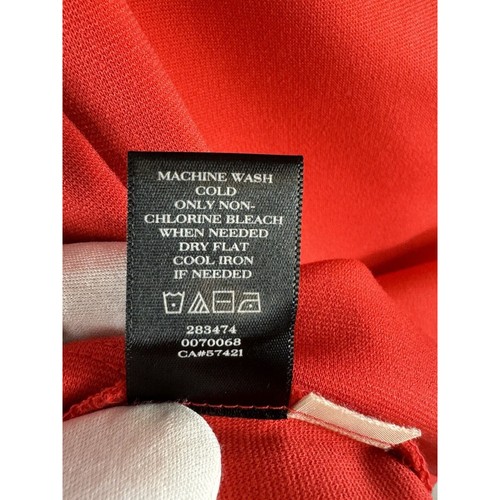 MACHINE WASH
COLD
ONLY NON-
CHLORINE BLEACH
WHEN NEEDED
DRY FLAT
COOL IRON
IF NEEDED
283474
0070068
CA#57421